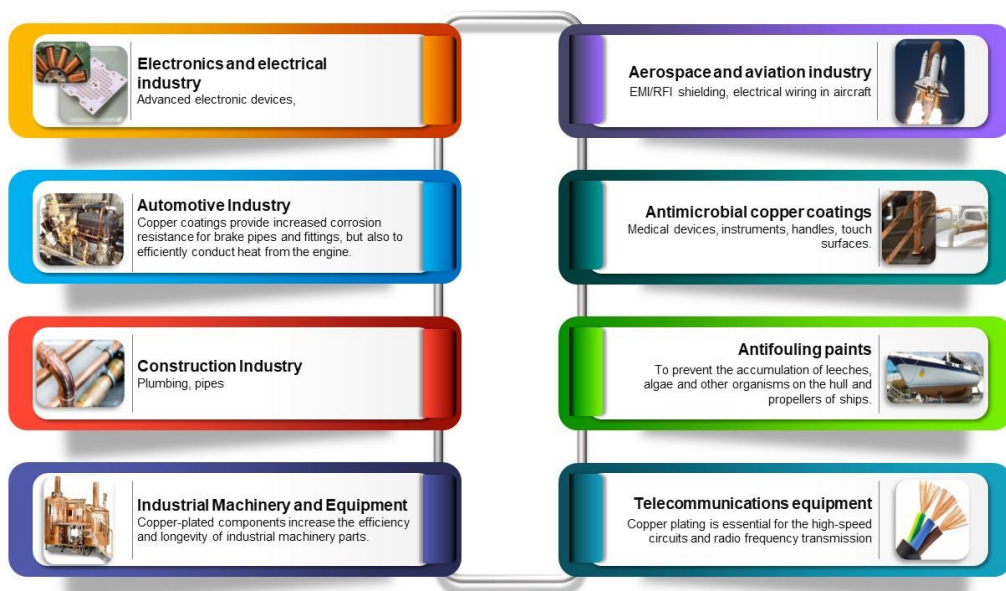 Electronics and electrical
industry
Advanced electronic devices,
Automotive Industry
Copper coatings provide increased corrosion
resistance for brake pipes and fittings, but also to
efficiently conduct heat from the engine.
Construction Industry
Plumbing, pipes
Industrial Machinery and Equipment
Copper-plated components increase the efficiency
and longevity of industrial machinery parts.
Aerospace and aviation industry
EMI/RFI shielding, electrical wiring in aircraft
Antimicrobial copper coatings
Medical devices, instruments, handles, touch
surfaces.
Antifouling paints
To prevent the accumulation of leeches,
algae and other organisms on the hull and
propellers of ships.
Telecommunications equipment
Copper plating is essential for the high-speed
circuits and radio frequency transmission